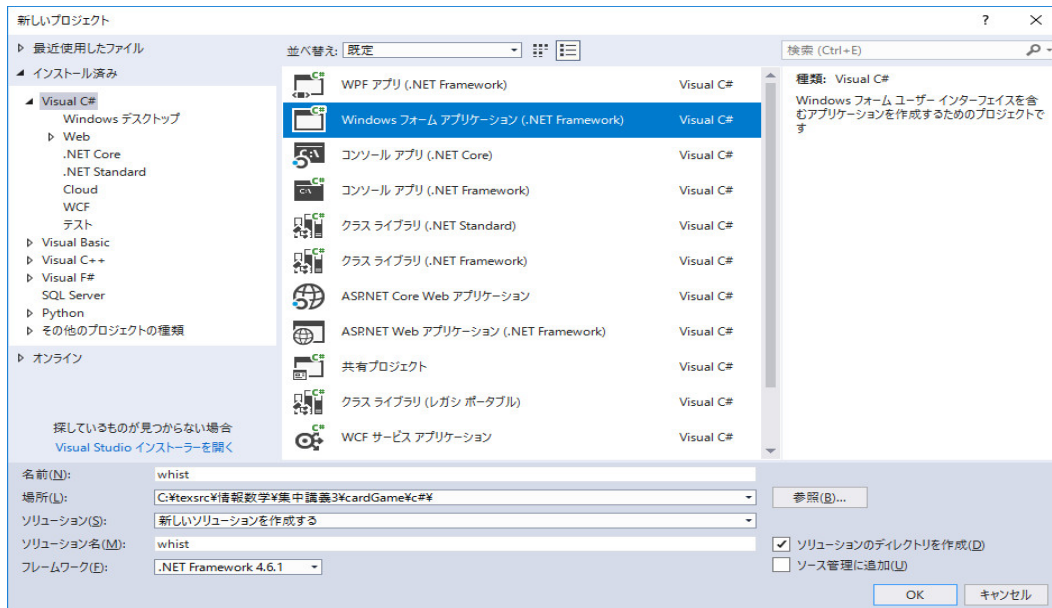 新しいプロジェクト
? ×
最近使用したファイル
インストール済み
Visual C#
Windows デスクトップ
Web
.NET Core
.NET Standard
Cloud
WCF
テスト
Visual Basic
Visual C++
Visual F#
SQL Server
Python
その他のプロジェクトの種類
オンライン
探しているものが見つからない場合
Visual Studio インストーラーを開く
並べ替え: 既定
WPF アプリ (.NET Framework) Visual C#
Windows フォーム アプリケーション (.NET Framework) Visual C#
コンソール アプリ (.NET Core) Visual C#
コンソール アプリ (.NET Framework) Visual C#
クラス ライブラリ (.NET Standard) Visual C#
クラス ライブラリ (.NET Framework) Visual C#
ASP.NET Core Web アプリケーション Visual C#
ASP.NET Web アプリケーション (.NET Framework) Visual C#
共有プロジェクト Visual C#
クラス ライブラリ (レガシ ポータブル) Visual C#
WCF サービス アプリケーション Visual C#
検索 (Ctrl+E)
種類: Visual C#
Windows フォーム ユーザー インターフェイスを含
むアプリケーションを作成するためのプロジェクトで
す
名前(N): whist
場所(L): C:¥texsrc¥情報数学¥集中講義3¥cardGame¥c#¥ 参照(B)...
ソリューション(S): 新しいソリューションを作成する
ソリューション名(M): whist
ソリューションのディレクトリを作成(D)
フレームワーク(F): .NET Framework 4.6.1
ソース管理に追加(U)
OK キャンセル